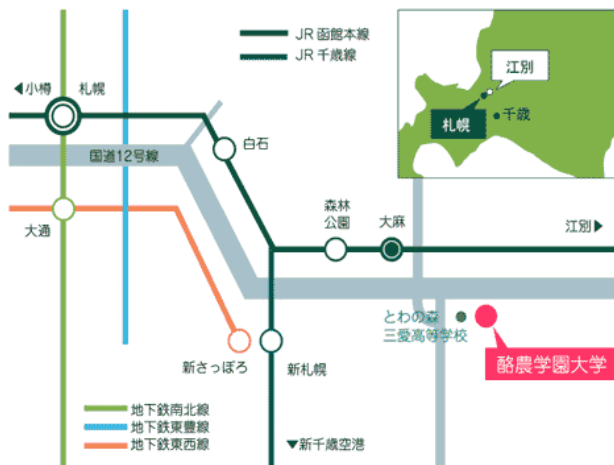 JR函館本線
JR千歳線
江別
札幌
千歳
◀小樽
札幌
国道12号線
白石
大通
森林
公園
大麻
江別▶
とわの森
三愛高等学校
酪農学園大学
新さっぽろ
新札幌
地下鉄南北線
地下鉄東豊線
地下鉄東西線
▼新千歳空港